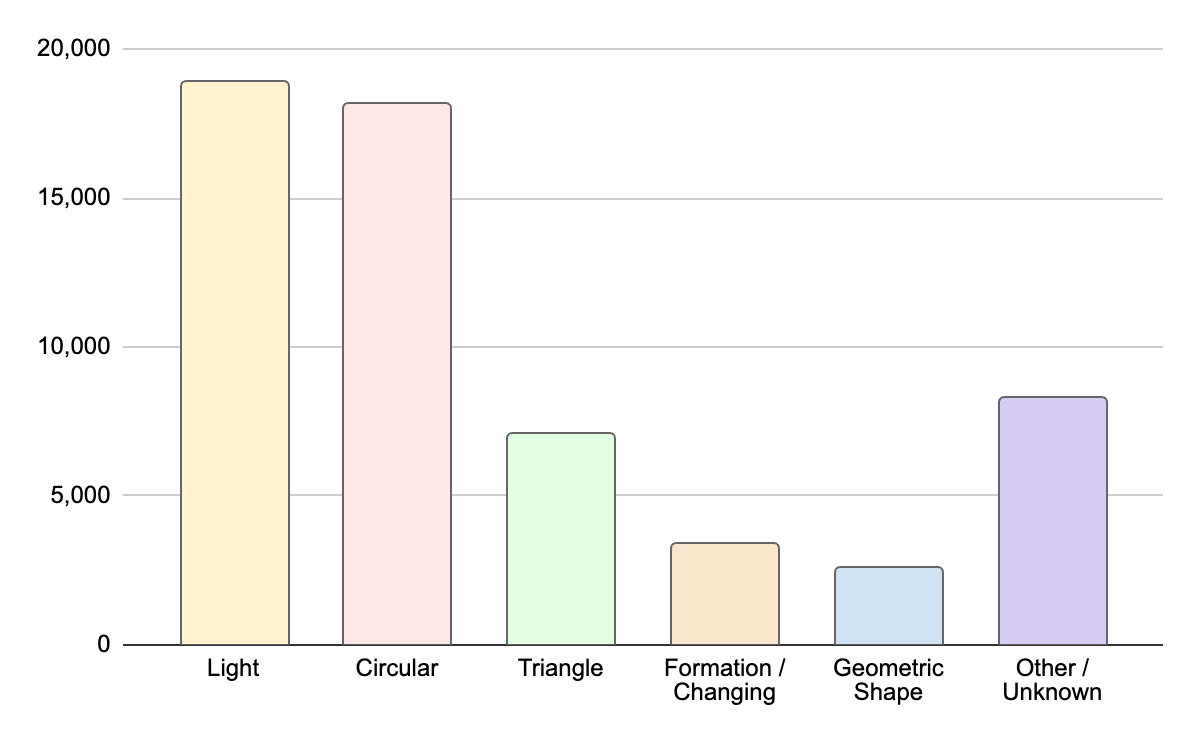 20,000
15,000
10,000
5,000
0
Light
Circular
Triangle
Formation /
Changing
Geometric
Shape
Other /
Unknown